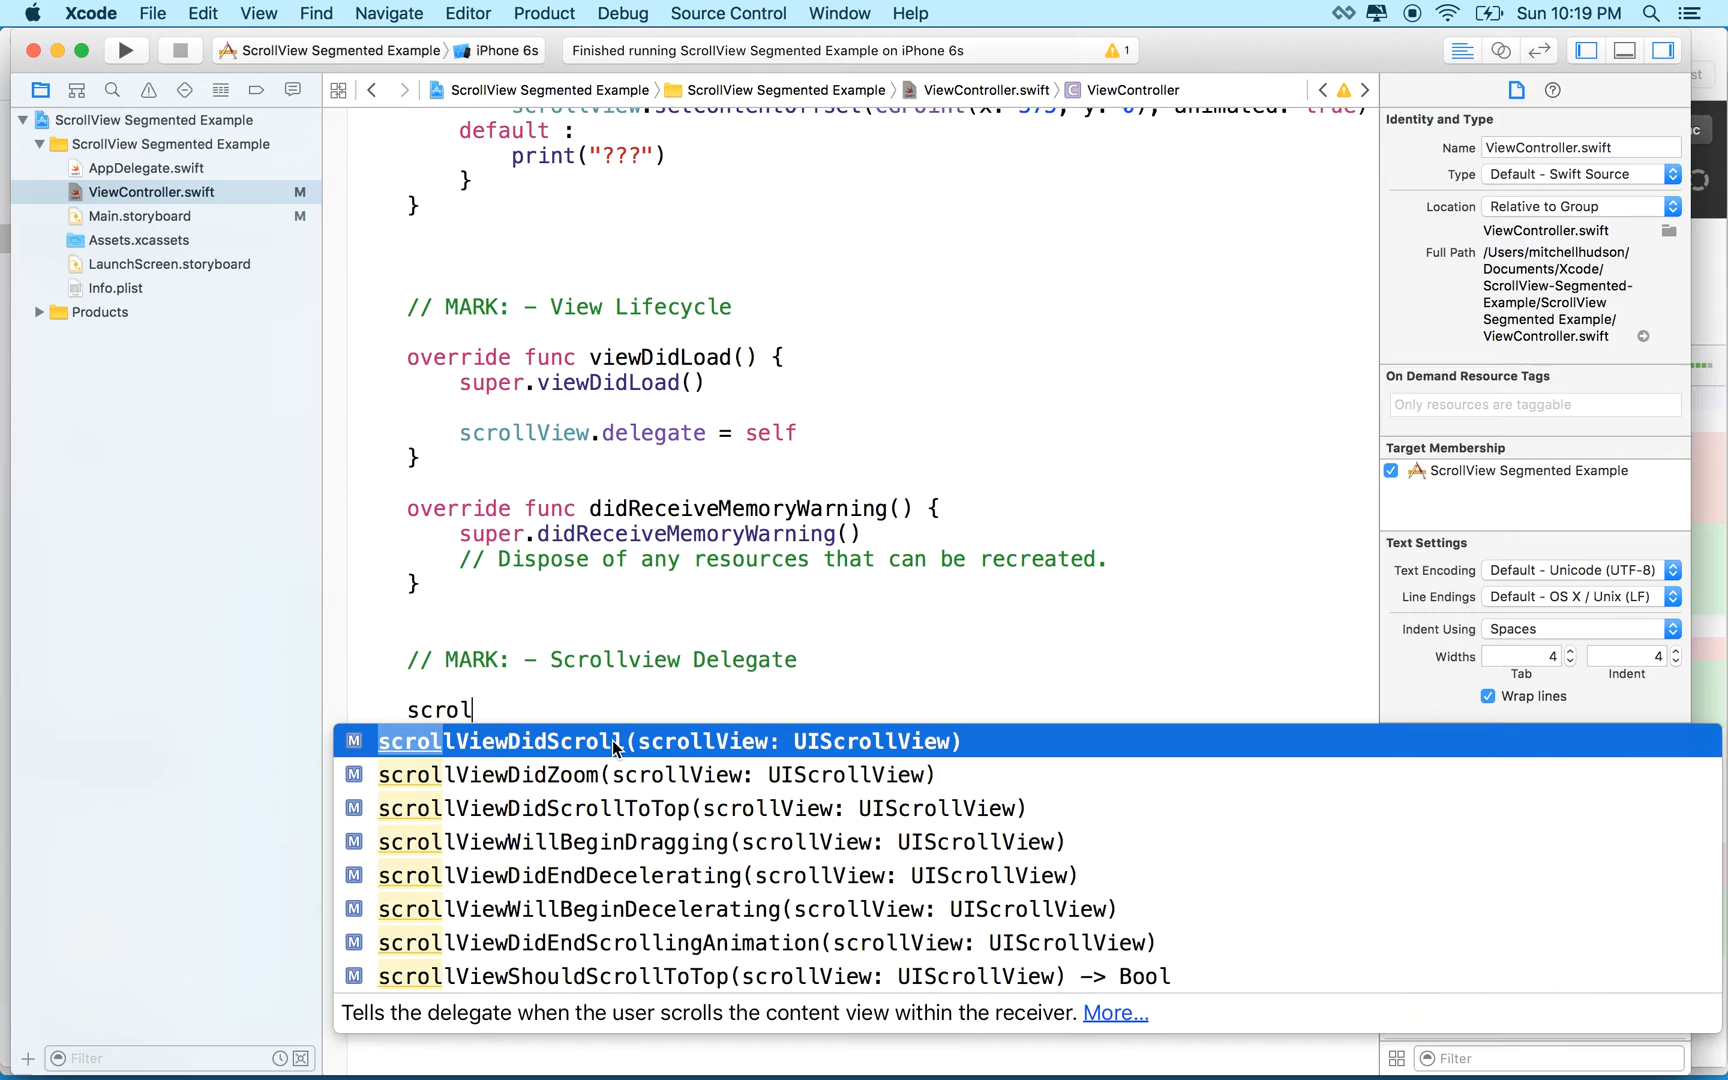 Xcode File Edit View Find Navigate Editor Product Debug Source Control Window Help Sun 10:19 PM
ScrollView Segmented Example iPhone 6s Finished running ScrollView Segmented Example on iPhone 6s 1
ScrollView Segmented Example ScrollView Segmented Example ViewController.swift ViewController
ScrollView Segmented Example
ScrollView Segmented Example
AppDelegate.swift
ViewController.swift M
Main.storyboard M
Assets.xcassets
LaunchScreen.storyboard
Info.plist
Products
Filter
scrollView.setContentOffset(CGPoint(x: 375, y: 0), animated: true)
default :
print("???")
}
}
// MARK: - View Lifecycle
override func viewDidLoad() {
super.viewDidLoad()
scrollView.delegate = self
}
override func didReceiveMemoryWarning() {
super.didReceiveMemoryWarning()
// Dispose of any resources that can be recreated.
}
// MARK: - Scrollview Delegate
scrol
M scrollViewDidScroll(scrollView: UIScrollView)
M scrollViewDidZoom(scrollView: UIScrollView)
M scrollViewDidScrollToTop(scrollView: UIScrollView)
M scrollViewWillBeginDragging(scrollView: UIScrollView)
M scrollViewDidEndDecelerating(scrollView: UIScrollView)
M scrollViewWillBeginDecelerating(scrollView: UIScrollView)
M scrollViewDidEndScrollingAnimation(scrollView: UIScrollView)
M scrollViewShouldScrollToTop(scrollView: UIScrollView) -> Bool
Tells the delegate when the user scrolls the content view within the receiver. More...
Identity and Type
Name ViewController.swift
Type Default - Swift Source
Location Relative to Group
ViewController.swift
Full Path /Users/mitchellhudson/
Documents/Xcode/
ScrollView-Segmented-
Example/ScrollView
Segmented Example/
ViewController.swift
On Demand Resource Tags
Only resources are taggable
Target Membership
ScrollView Segmented Example
Text Settings
Text Encoding Default - Unicode (UTF-8)
Line Endings Default - OS X / Unix (LF)
Indent Using Spaces
Widths 4 4
Tab Indent
Wrap lines
Filter